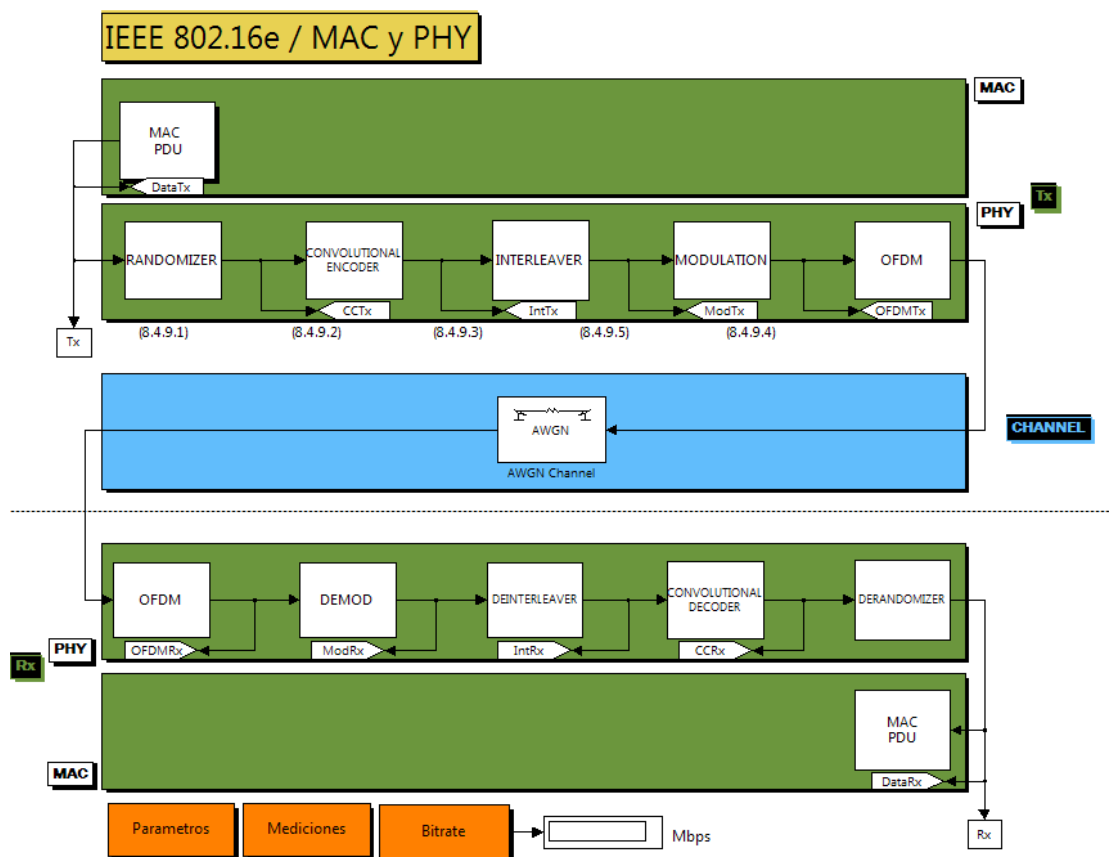 IEEE 802.16e / MAC y PHY
MAC
MAC
PDU
DataTx
Tx
PHY
RANDOMIZER
CONVOLUTIONAL
ENCODER
INTERLEAVER
MODULATION
OFDM
CCTx
IntTx
ModTx
OFDMTx
Tx
(8.4.9.1)
(8.4.9.2)
(8.4.9.3)
(8.4.9.5)
(8.4.9.4)
AWGN
CHANNEL
AWGN Channel
OFDM
DEMOD
DEINTERLEAVER
CONVOLUTIONAL
DECODER
DERANDOMIZER
OFDMRx
ModRx
IntRx
CCRx
PHY
Rx
MAC
PDU
MAC
DataRx
Parametros
Mediciones
Bitrate
Mbps
Rx